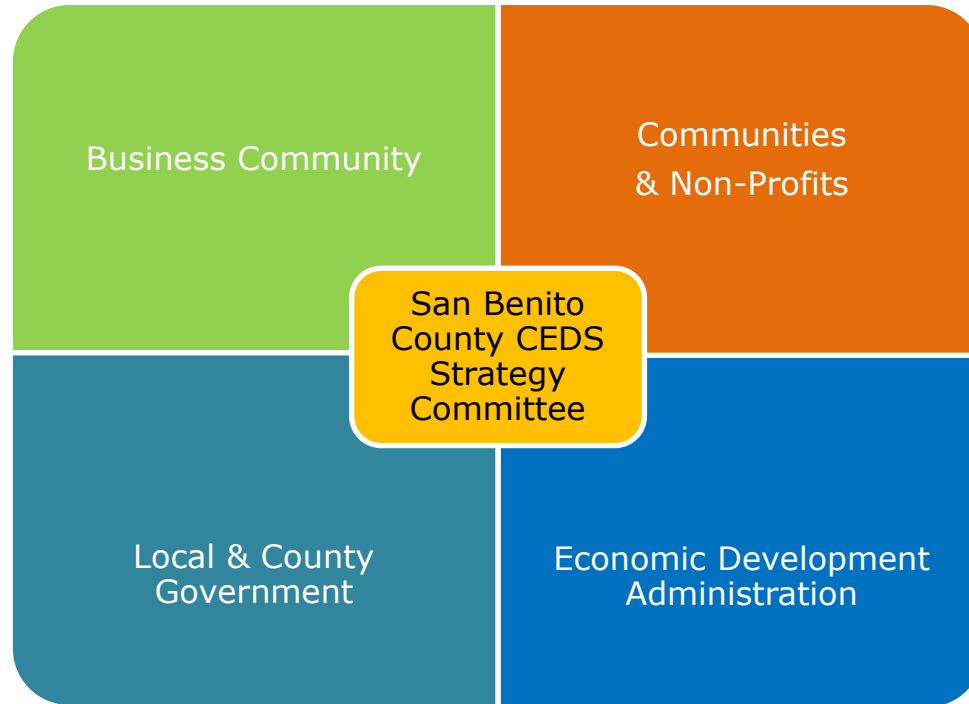 Business Community
Communities
& Non-Profits
San Benito
County CEDS
Strategy
Committee
Local & County
Government
Economic Development
Administration